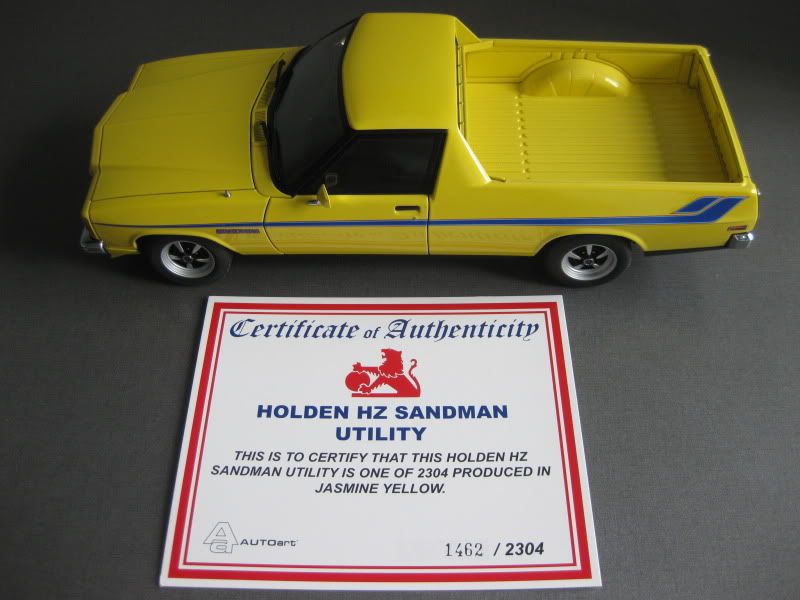 Certificate of Authenticity
HOLDEN HZ SANDMAN
UTILITY
THIS IS TO CERTIFY THAT THIS HOLDEN HZ
SANDMAN UTILITY IS ONE OF 2304 PRODUCED IN
JASMINE YELLOW.
AUTOart
1462 / 2304